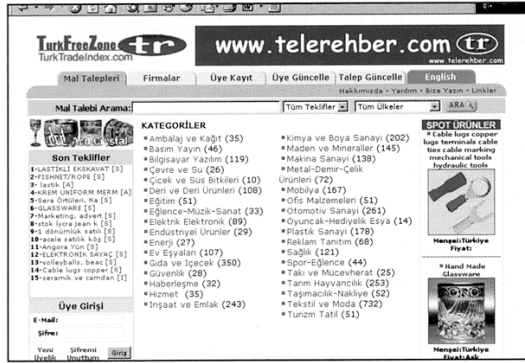 TurkFreeZone
TurkTradeIndex.com
tr
www.telerehber.com tr
www.telerehber.com
Mal Talepleri Firmalar Üye Kayıt Üye Güncelle Talep Güncelle English
Hakkımızda - Yardım - Bize Yazın - Linkler
Mal Talebi Arama: Tüm Teklifler Tüm Ülkeler ARA
Art Crystal
Son Teklifler
1-LASTİKLİ EKSKAVAT [S]
2-FISHNET/ROPE [S]
3- lastik [A]
4-KREM UNIFORM MERM [A]
5-Sara Örtüleri, Na [S]
6-GLASSWARE [S]
7-Marketing, advert [S]
8-stok lycra jean k [S]
9-1 dönümlük satılı [S]
10-acele satılık köş [S]
11-Angora Yün [S]
12-ELEKTRONİK SAYAÇ [S]
13-volleyballs, beac [S]
14-Cable lugs copper [S]
15-seramik ve camdan [I]
Üye Girişi
E-Mail:
Şifre:
Yeni Üyelik Şifremi Unuttum Giriş
KATEGORİLER
Ambalaj ve Kağıt (35)
Basım Yayın (46)
Bilgisayar Yazılım (119)
Çevre ve Su (26)
Çiçek ve Süs Bitkileri (10)
Deri ve Deri Ürünleri (108)
Eğitim (51)
Eğlence-Müzik-Sanat (33)
Elektrik Elektronik (89)
Endüstriyel Ürünler (29)
Enerji (27)
Ev Eşyaları (107)
Gıda ve İçecek (350)
Güvenlik (28)
Haberleşme (32)
Hizmet (35)
İnşaat ve Emlak (243)
Kimya ve Boya Sanayi (202)
Maden ve Mineraller (145)
Makina Sanayi (138)
Metal-Demir-Çelik
Ürünleri (72)
Mobilya (167)
Ofis Malzemeleri (51)
Otomotiv Sanayi (261)
Oyuncak-Hediyelik Eşya (14)
Plastik Sanayi (178)
Reklam Tanıtım (68)
Sağlık (121)
Spor-Eğlence (44)
Takı ve Mücevherat (25)
Tarım Hayvancılık (253)
Taşımacılık-Nakliye (52)
Tekstil ve Moda (732)
Turizm Tatil (51)
SPOT ÜRÜNLER
Cable lugs copper
lugs terminals cable
ties cable marking
mechanical tools
hydraulic tools
Menşei:Türkiye
Fiyat:
Hand Made
Glassware
Menşei:Türkiye
Fiyat:Ask